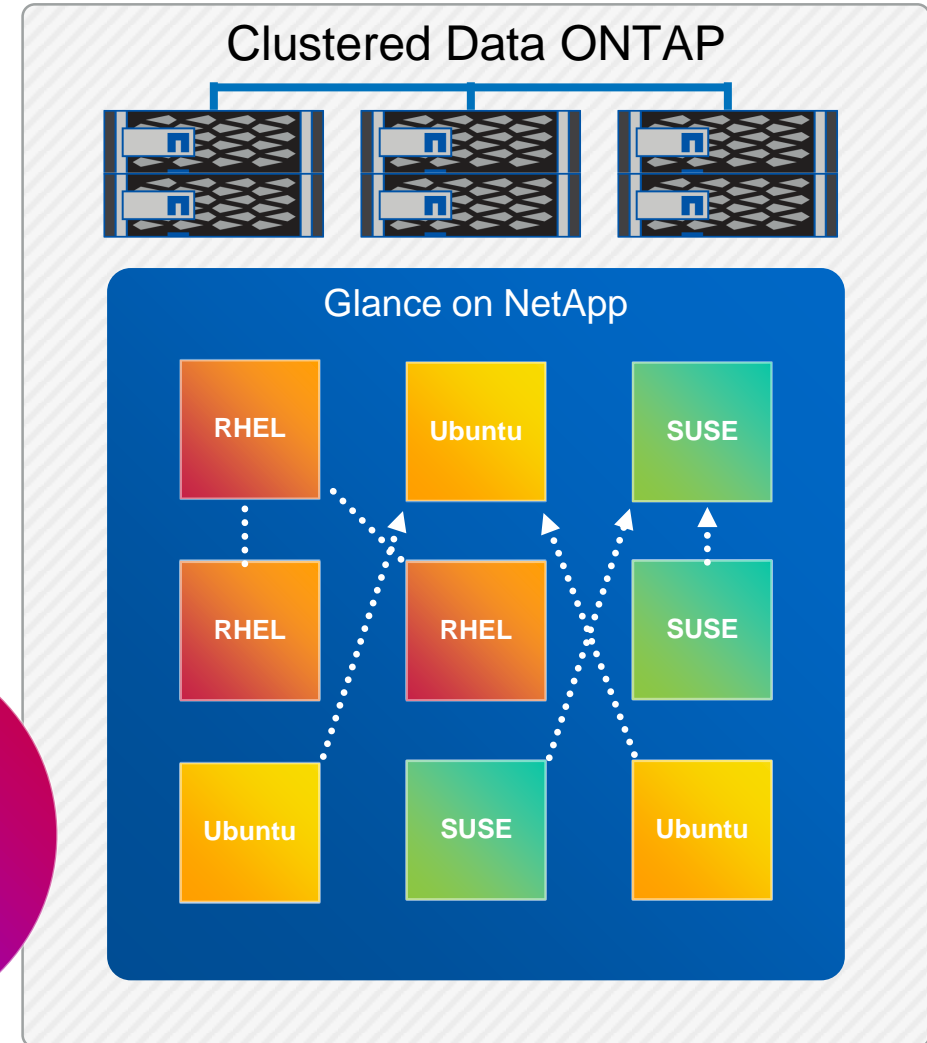 Clustered Data ONTAP
Glance on NetApp
RHEL
Ubuntu
SUSE
RHEL
RHEL
SUSE
Ubuntu
SUSE
Ubuntu